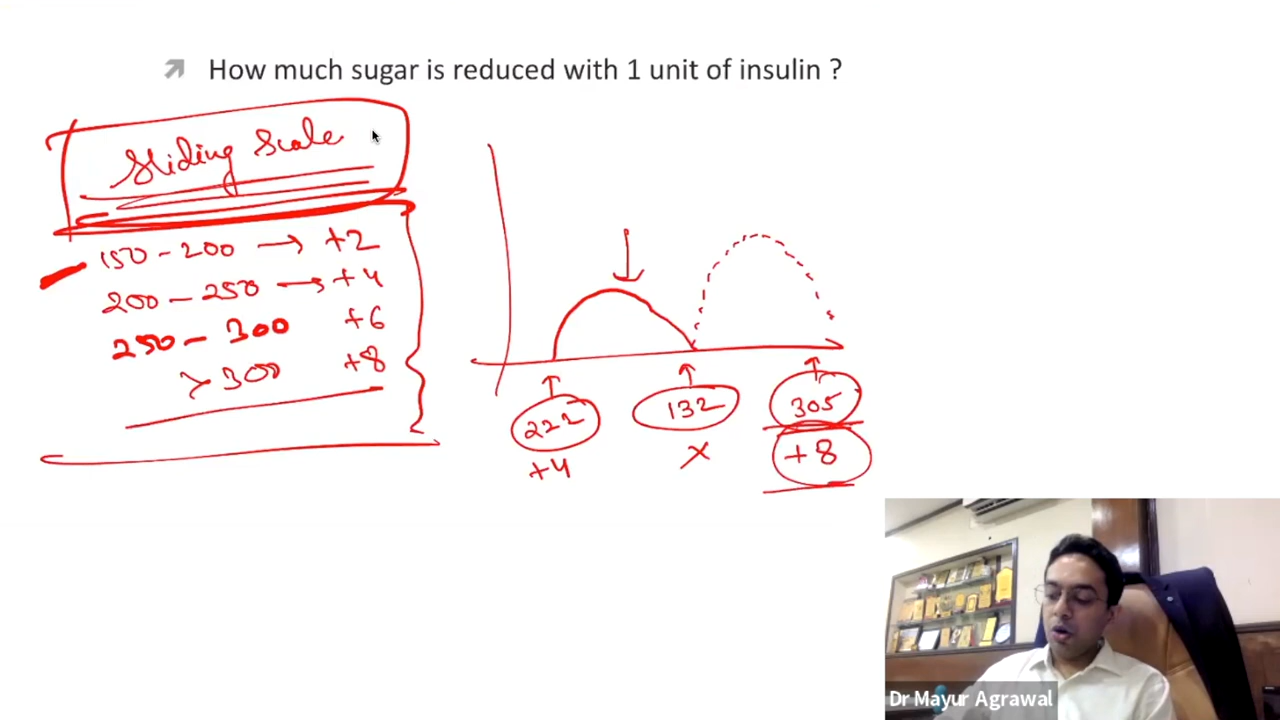 How much sugar is reduced with 1 unit of insulin ?
Sliding Scale
150 - 200 → +2
200 - 250 → +4
250 - 300 +6
> 300 +8
222 132 305
+4 x +8
Dr Mayur Agrawal